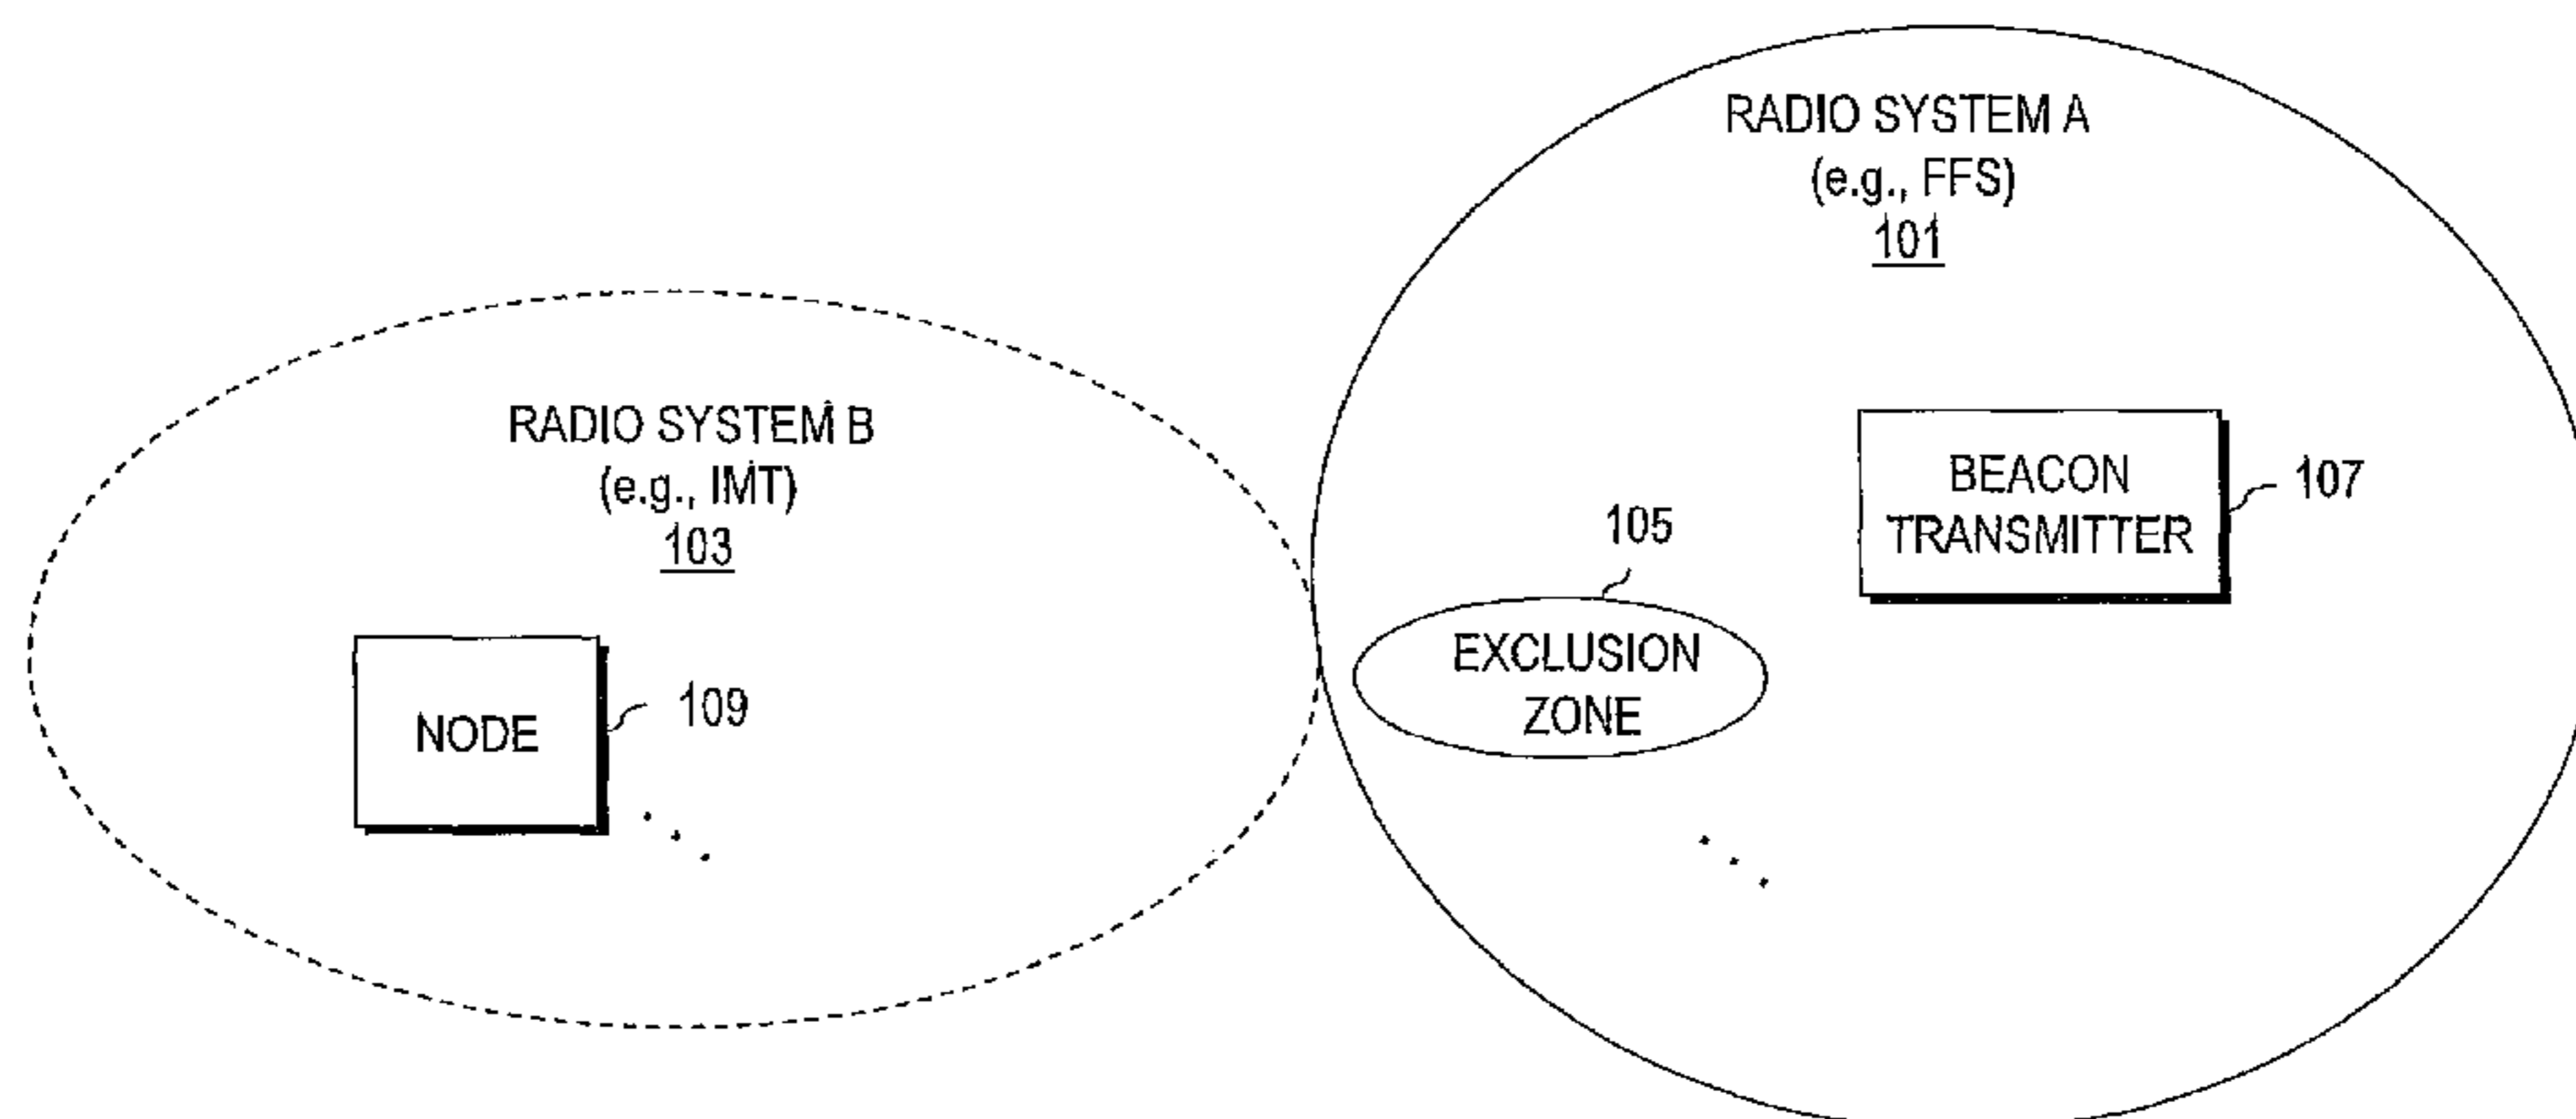 RADIO SYSTEM A
(e.g., FFS)
101
RADIO SYSTEM B
(e.g., IMT)
103
BEACON
TRANSMITTER
107
105
EXCLUSION
ZONE
NODE
109